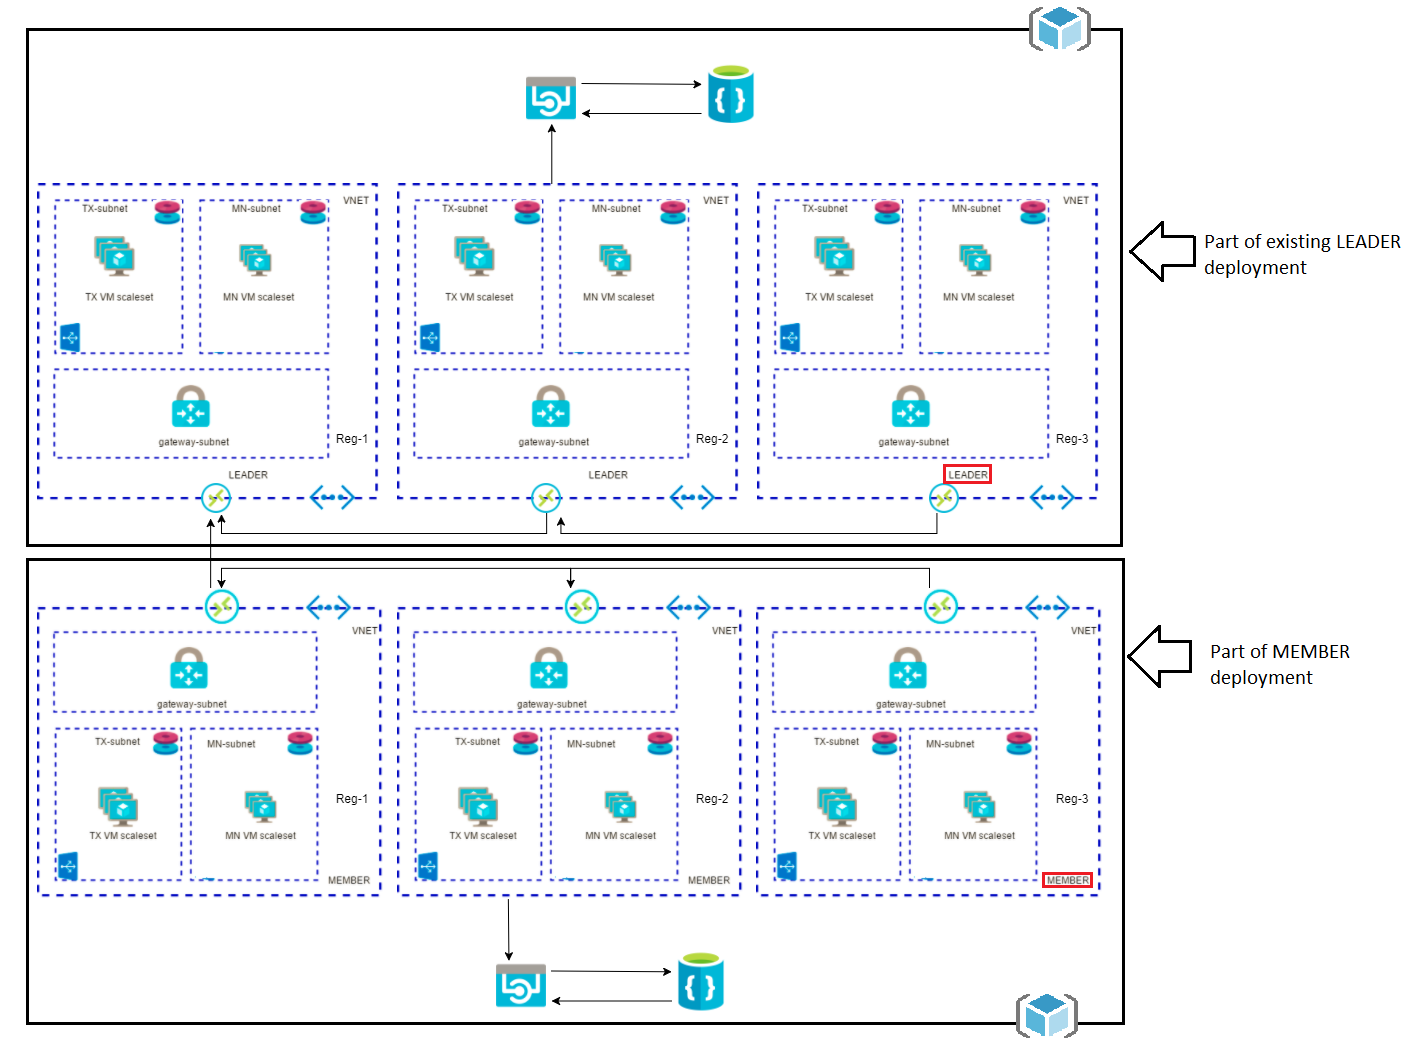 VNET
TX-subnet
MN-subnet
TX VM scaleset
MN VM scaleset
gateway-subnet
Reg-1
LEADER
VNET
TX-subnet
MN-subnet
TX VM scaleset
MN VM scaleset
gateway-subnet
Reg-2
LEADER
VNET
TX-subnet
MN-subnet
TX VM scaleset
MN VM scaleset
gateway-subnet
Reg-3
LEADER
Part of existing LEADER
deployment
VNET
gateway-subnet
TX-subnet
MN-subnet
Reg-1
TX VM scaleset
MN VM scaleset
MEMBER
VNET
gateway-subnet
TX-subnet
MN-subnet
Reg-2
TX VM scaleset
MN VM scaleset
MEMBER
VNET
gateway-subnet
TX-subnet
MN-subnet
Reg-3
TX VM scaleset
MN VM scaleset
MEMBER
Part of MEMBER
deployment